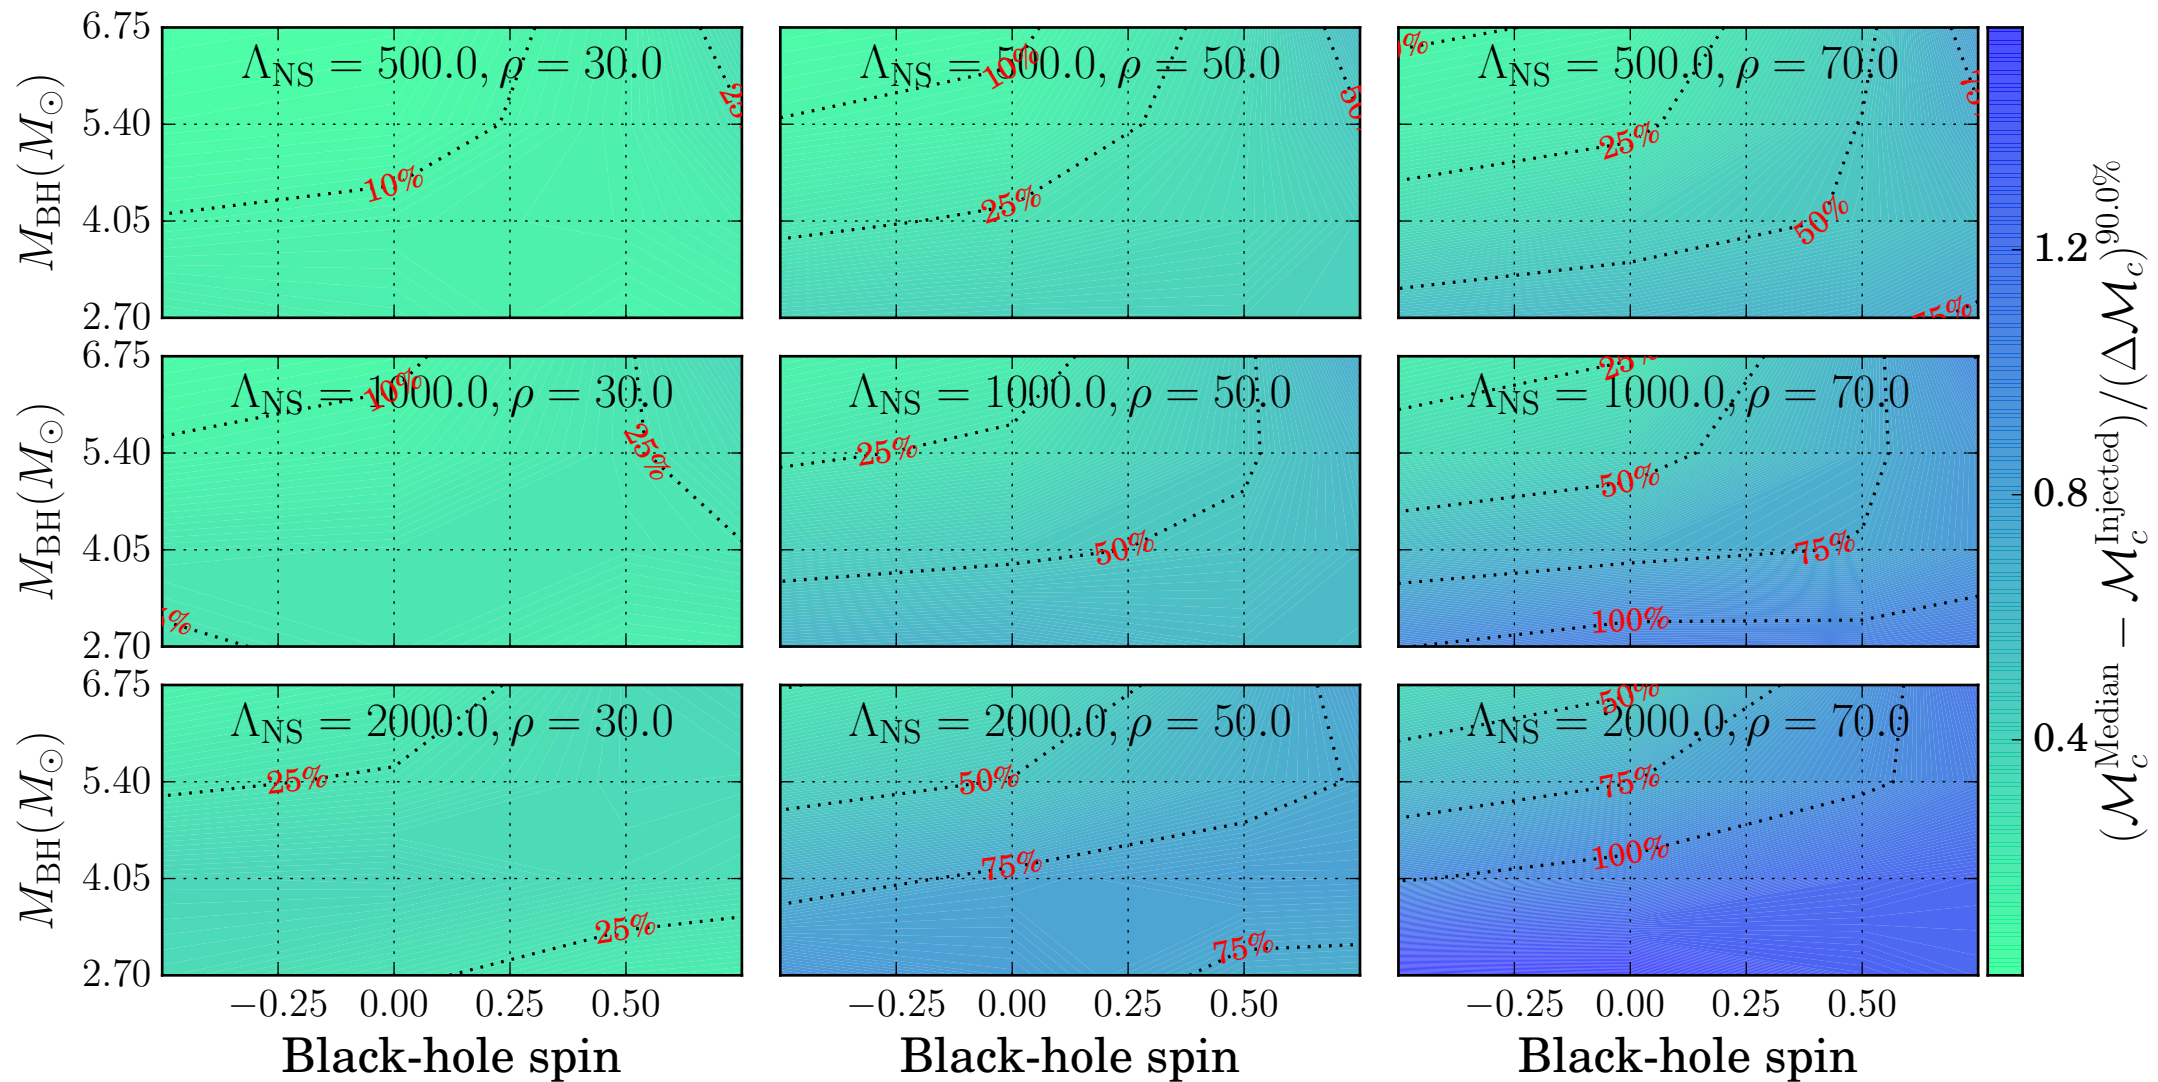 6.75
5.40
4.05
2.70
M_BH(M_⊙)
Λ_NS = 500.0, ρ = 30.0
10%
Λ_NS = 500.0, ρ = 50.0
10%
25%
Λ_NS = 500.0, ρ = 70.0
25%
50%
6.75
5.40
4.05
2.70
M_BH(M_⊙)
Λ_NS = 1000.0, ρ = 30.0
10%
25%
Λ_NS = 1000.0, ρ = 50.0
25%
50%
Λ_NS = 1000.0, ρ = 70.0
25%
50%
75%
100%
6.75
5.40
4.05
2.70
M_BH(M_⊙)
Λ_NS = 2000.0, ρ = 30.0
25%
25%
Λ_NS = 2000.0, ρ = 50.0
50%
75%
75%
Λ_NS = 2000.0, ρ = 70.0
50%
75%
100%
−0.25 0.00 0.25 0.50
−0.25 0.00 0.25 0.50
−0.25 0.00 0.25 0.50
Black-hole spin
Black-hole spin
Black-hole spin
1.2
0.8
0.4
(ℳ_c^Median − ℳ_c^Injected)/(Δℳ_c)^90.0%